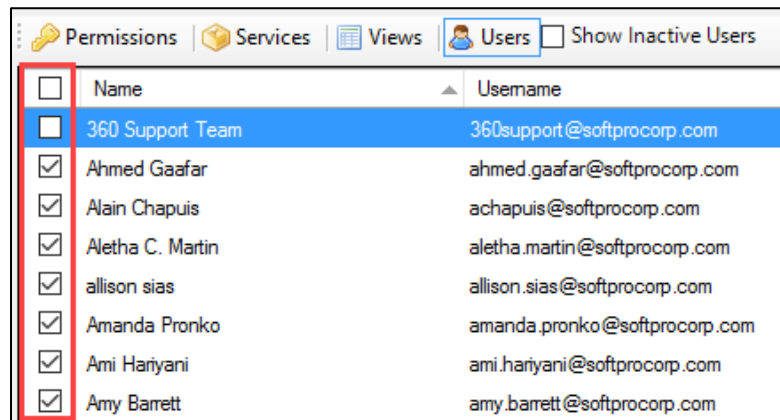 Permissions Services Views Users Show Inactive Users
Name Username
360 Support Team 360support@softprocorp.com
Ahmed Gaafar ahmed.gaafar@softprocorp.com
Alain Chapuis achapuis@softprocorp.com
Aletha C. Martin aletha.martin@softprocorp.com
allison sias allison.sias@softprocorp.com
Amanda Pronko amanda.pronko@softprocorp.com
Ami Hariyani ami.hariyani@softprocorp.com
Amy Barrett amy.barrett@softprocorp.com